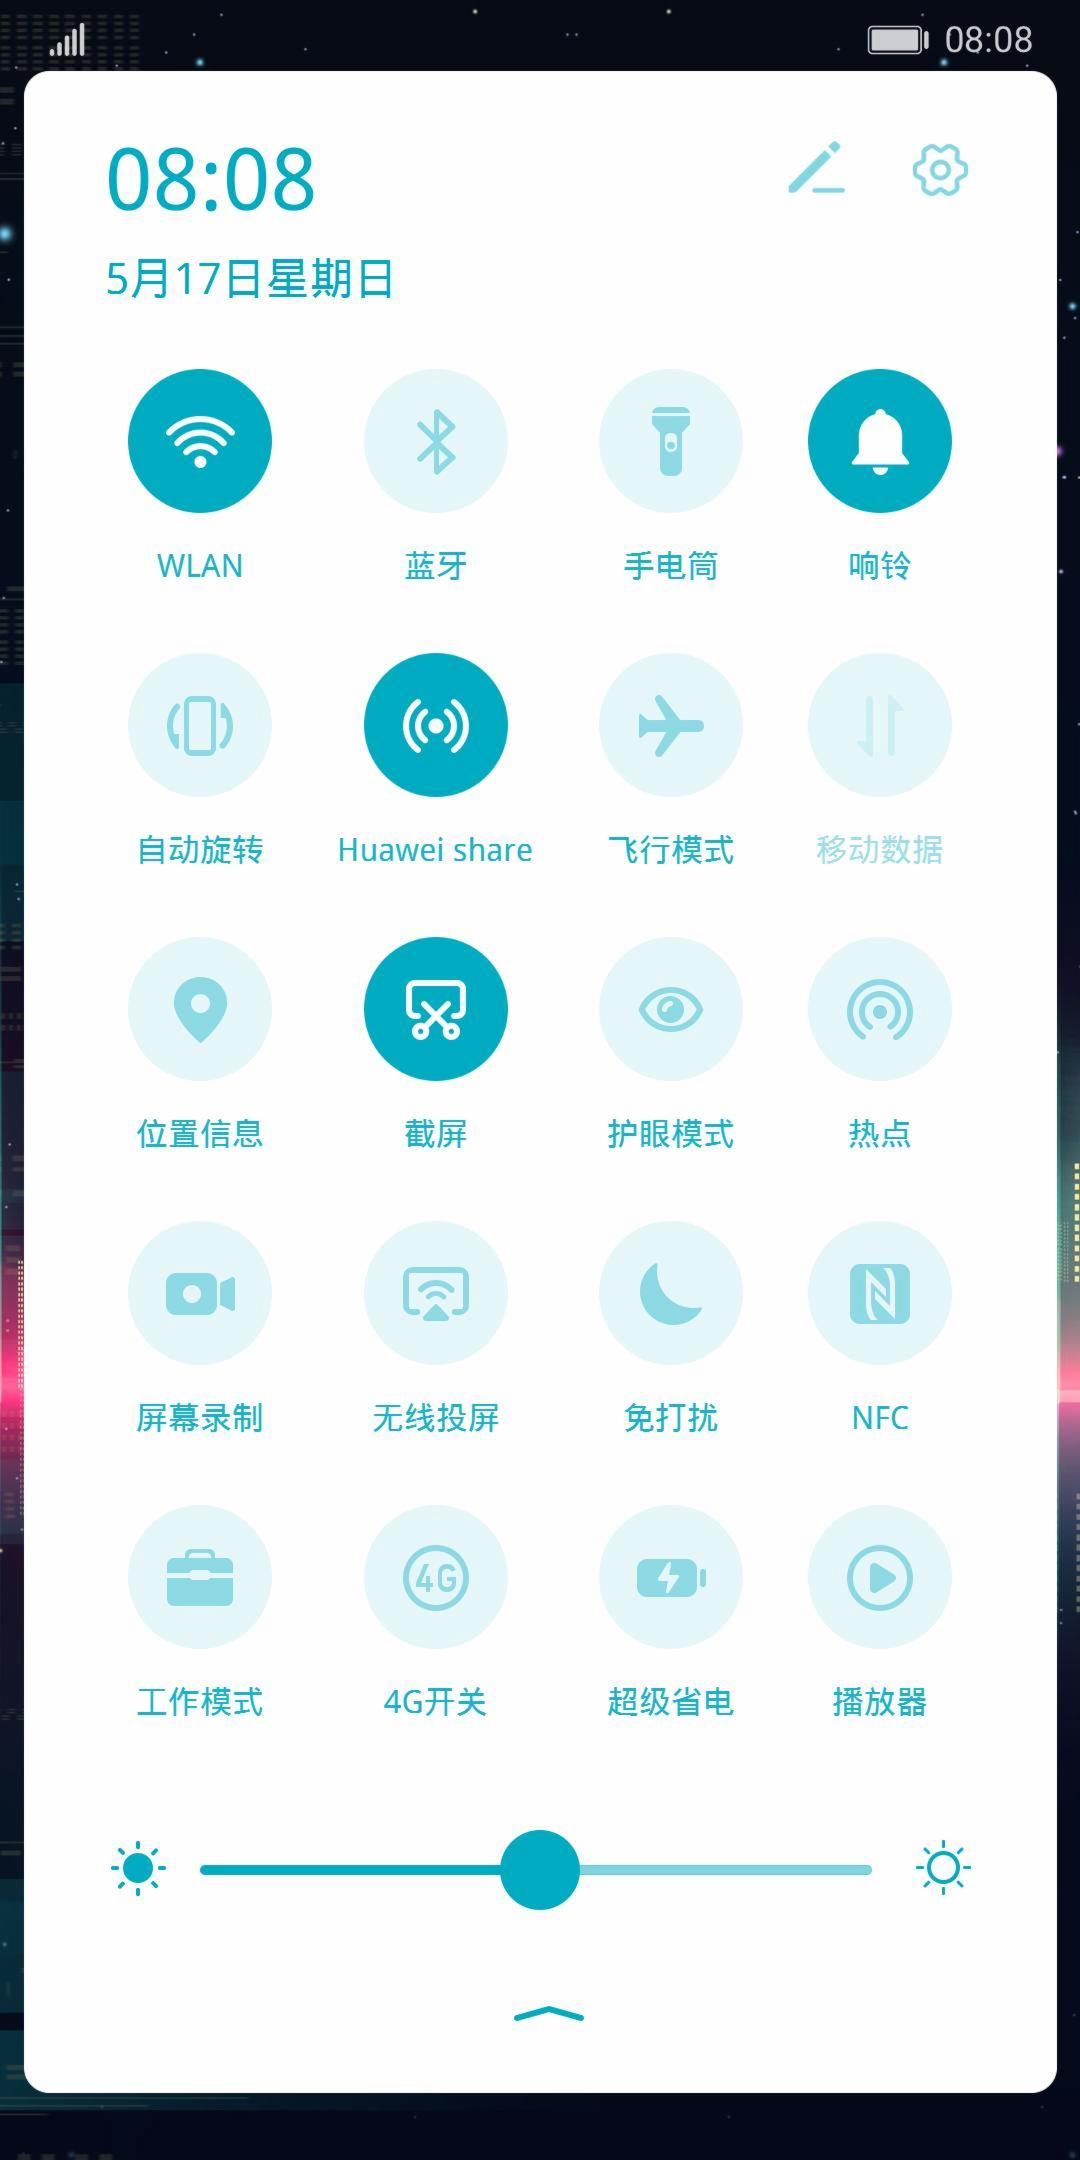 08:08
08:08
5月17日星期日
WLAN
蓝牙
手电筒
响铃
自动旋转
Huawei share
飞行模式
移动数据
位置信息
截屏
护眼模式
热点
屏幕录制
无线投屏
免打扰
NFC
4G
工作模式
4G开关
超级省电
播放器